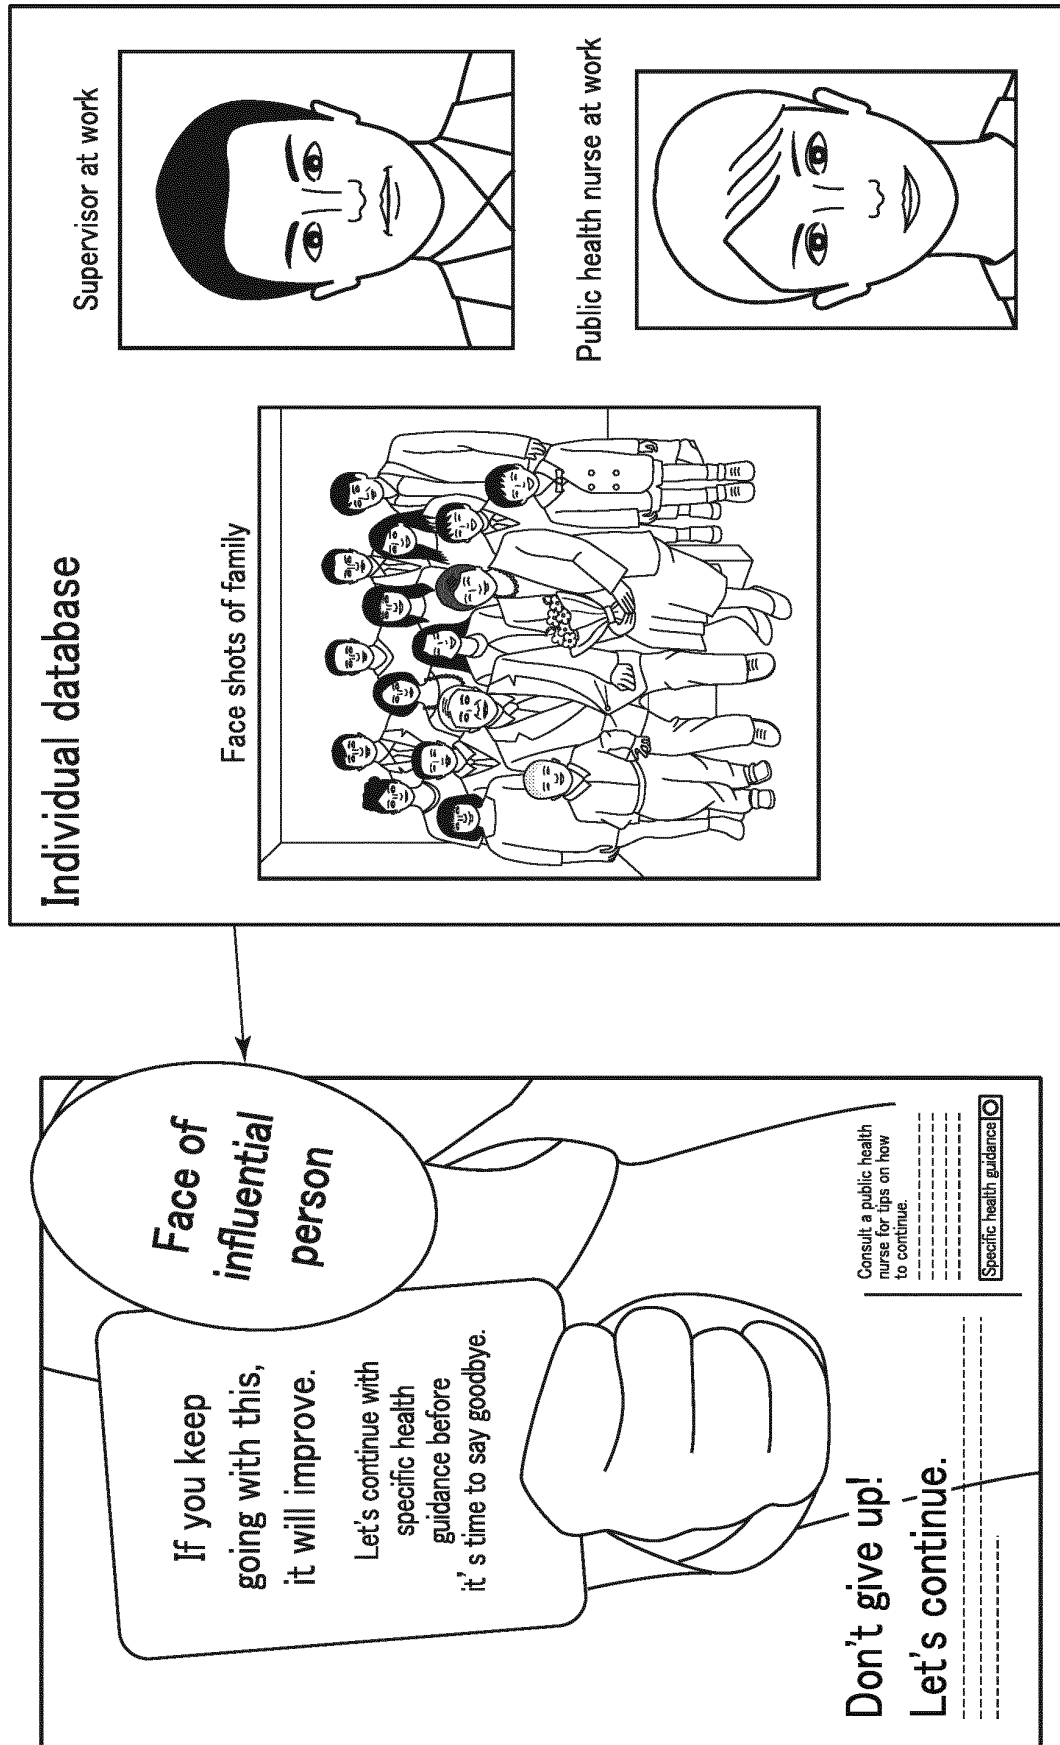 Individual database
Face shots of family
Supervisor at work
Public health nurse at work
Face of
influential
person
If you keep
going with this,
it will improve.
Let's continue with
specific health
guidance before
it's time to say goodbye.
Don't give up!
Let's continue.
Consult a public health
nurse for tips on how
to continue.
Specific health guidance